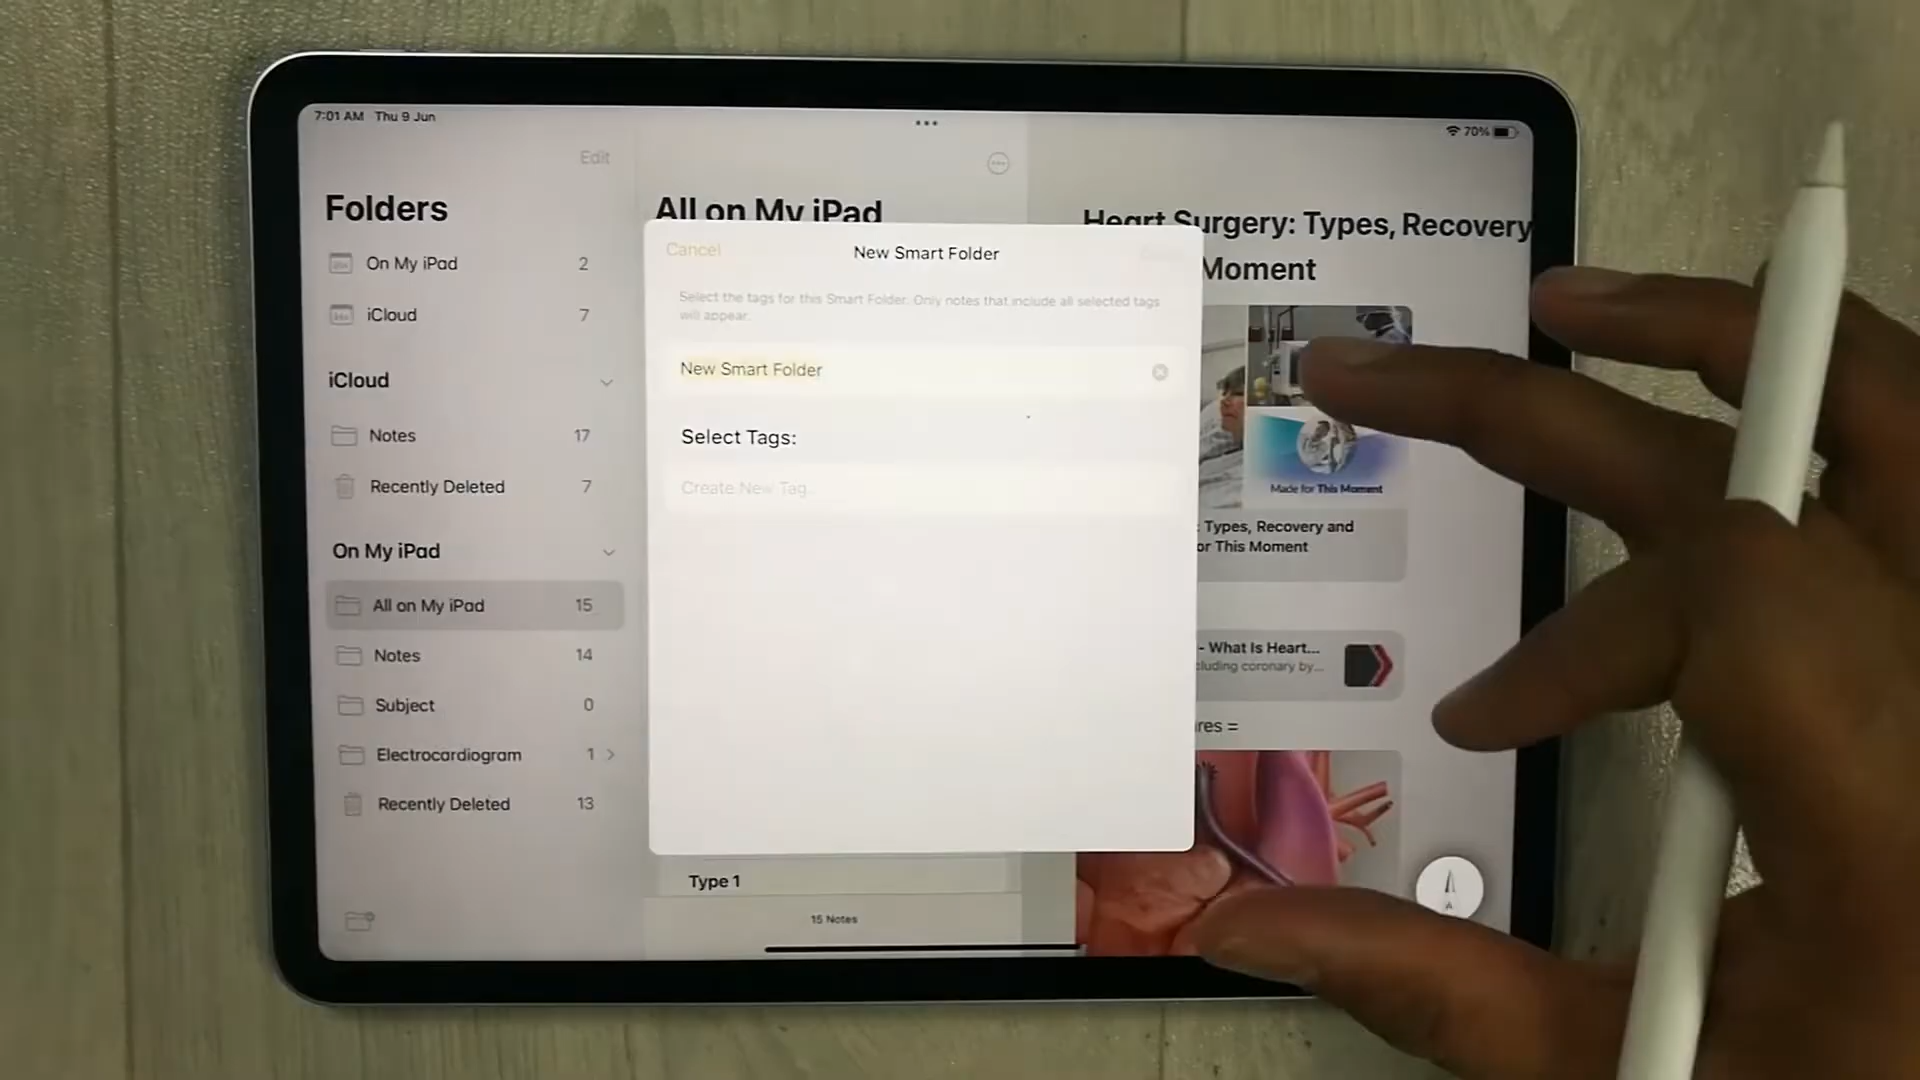 7:01 AM Thu 9 Jun
70%
Edit
Folders
On My iPad 2
iCloud 7
iCloud
Notes 17
Recently Deleted 7
On My iPad
All on My iPad 15
Notes 14
Subject 0
Electrocardiogram 1
Recently Deleted 13
All on My iPad
Cancel
New Smart Folder
Select the tags for this Smart Folder. Only notes that include all selected tags
will appear.
New Smart Folder
Select Tags:
Create New Tag...
Type 1
15 Notes
Heart Surgery: Types, Recovery
Moment
Made for This Moment
: Types, Recovery and
or This Moment
- What Is Heart...
cluding coronary by...
res =
A